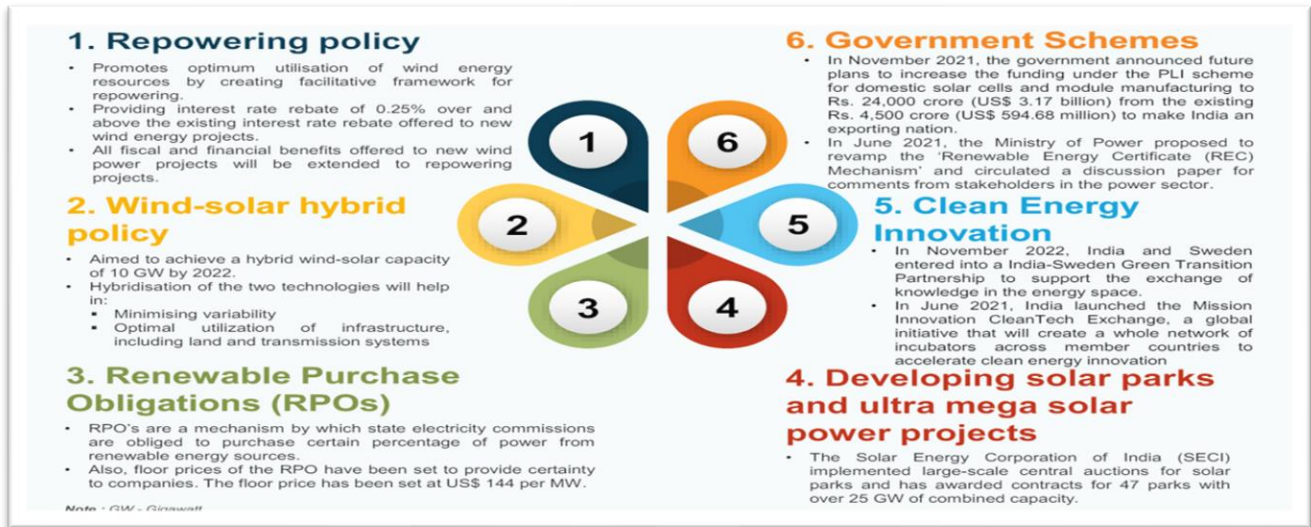 1. Repowering policy
• Promotes optimum utilisation of wind energy
resources by creating facilitative framework for
repowering.
• Providing interest rate rebate of 0.25% over and
above the existing interest rate rebate offered to new
wind energy projects.
• All fiscal and financial benefits offered to new wind
power projects will be extended to repowering
projects.
2. Wind-solar hybrid
policy
• Aimed to achieve a hybrid wind-solar capacity
of 10 GW by 2022.
• Hybridisation of the two technologies will help
in:
▪ Minimising variability
▪ Optimal utilization of infrastructure,
including land and transmission systems
3. Renewable Purchase
Obligations (RPOs)
• RPO's are a mechanism by which state electricity commissions
are obliged to purchase certain percentage of power from
renewable energy sources.
• Also, floor prices of the RPO have been set to provide certainty
to companies. The floor price has been set at US$ 144 per MW.
Note : GW - Gigawatt
1
2
3
6
5
4
6. Government Schemes
• In November 2021, the government announced future
plans to increase the funding under the PLI scheme
for domestic solar cells and module manufacturing to
Rs. 24,000 crore (US$ 3.17 billion) from the existing
Rs. 4,500 crore (US$ 594.68 million) to make India an
exporting nation.
• In June 2021, the Ministry of Power proposed to
revamp the 'Renewable Energy Certificate (REC)
Mechanism' and circulated a discussion paper for
comments from stakeholders in the power sector.
5. Clean Energy
Innovation
• In November 2022, India and Sweden
entered into a India-Sweden Green Transition
Partnership to support the exchange of
knowledge in the energy space.
• In June 2021, India launched the Mission
Innovation CleanTech Exchange, a global
initiative that will create a whole network of
incubators across member countries to
accelerate clean energy innovation
4. Developing solar parks
and ultra mega solar
power projects
• The Solar Energy Corporation of India (SECI)
implemented large-scale central auctions for solar
parks and has awarded contracts for 47 parks with
over 25 GW of combined capacity.